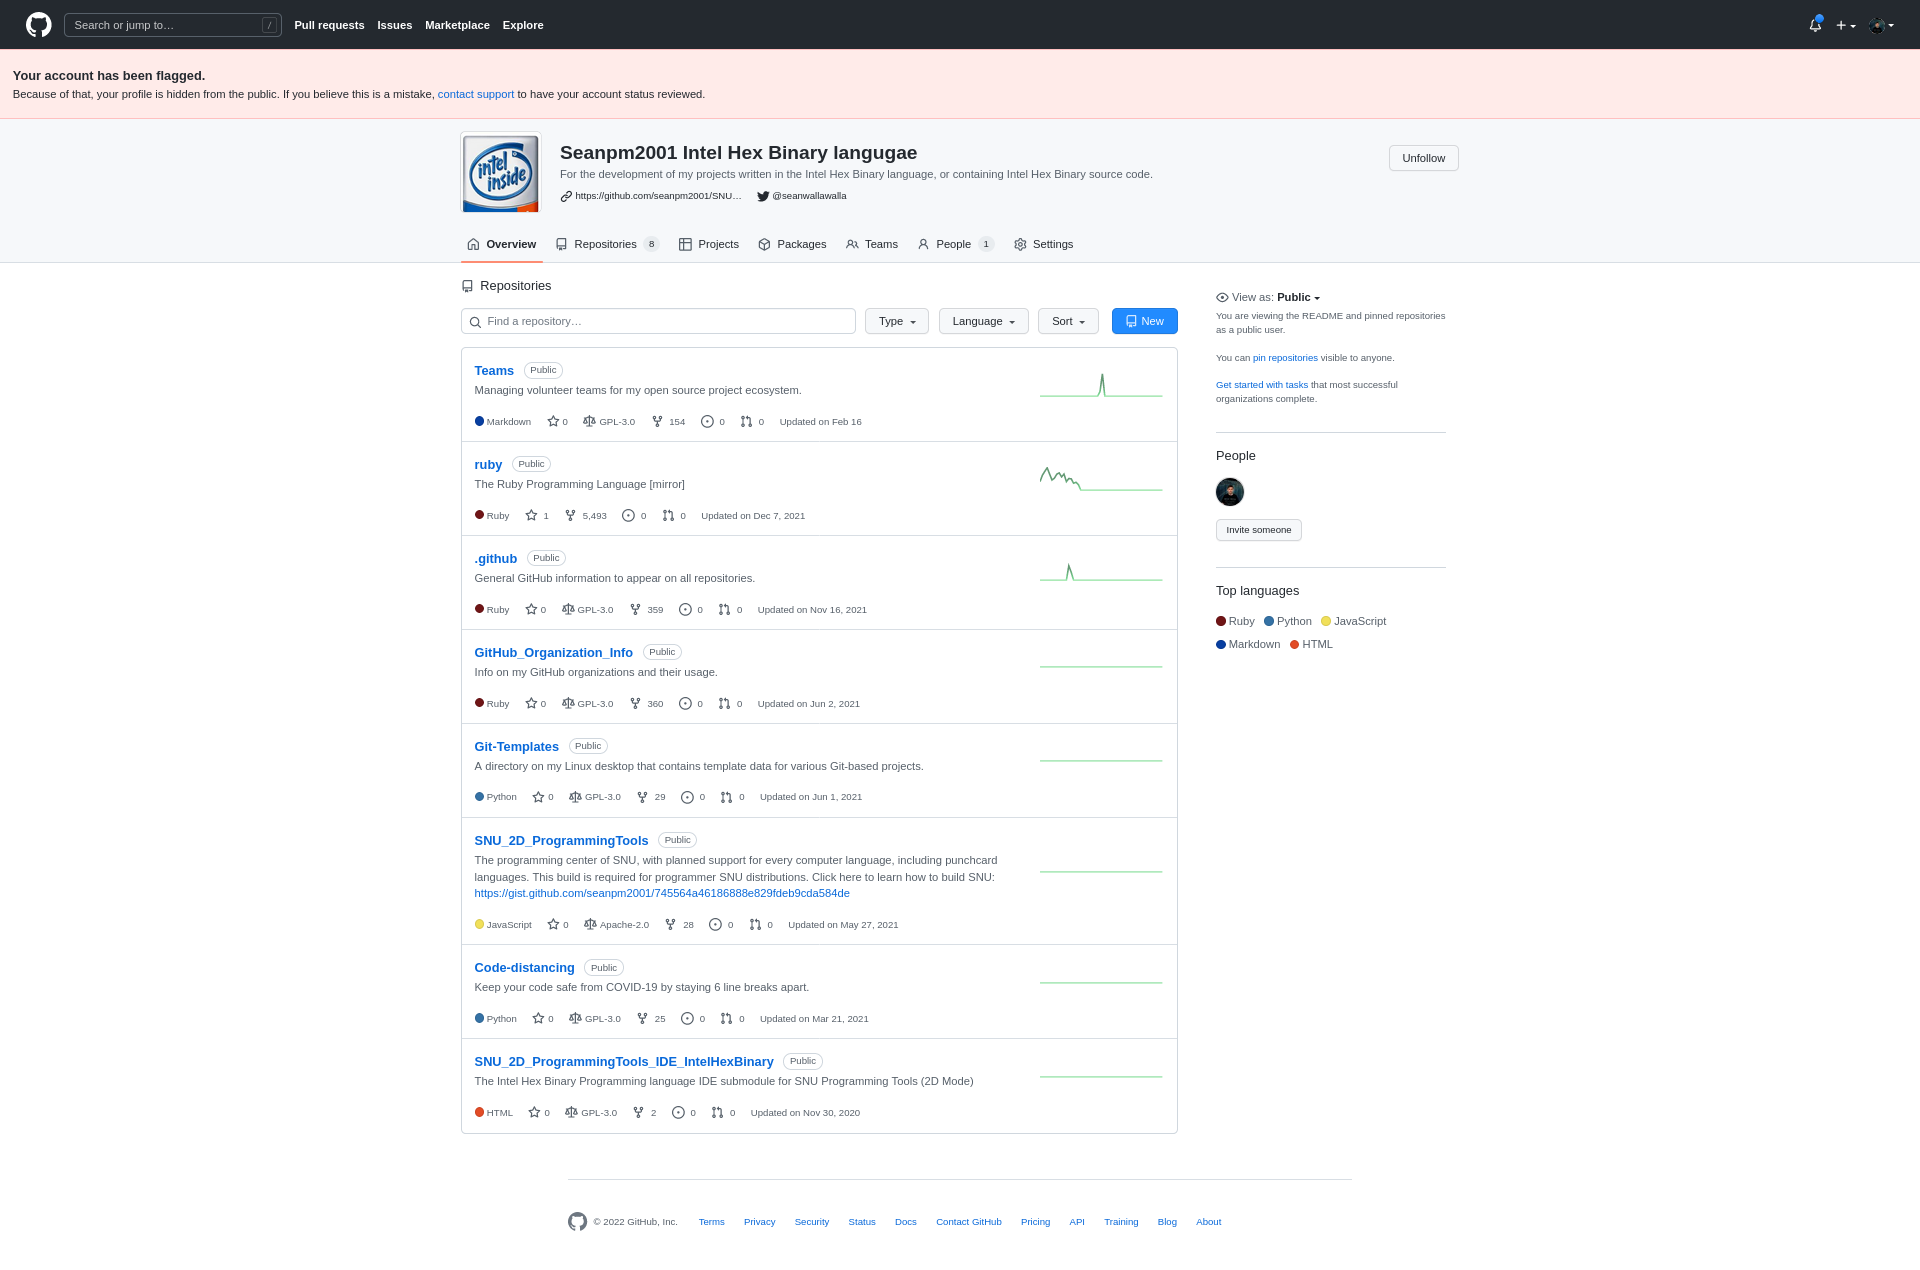 Search or jump to…
/
Pull requests
Issues
Marketplace
Explore
Your account has been flagged.
Because of that, your profile is hidden from the public. If you believe this is a mistake, contact support to have your account status reviewed.
intel
inside
Seanpm2001 Intel Hex Binary langugae
For the development of my projects written in the Intel Hex Binary language, or containing Intel Hex Binary source code.
https://github.com/seanpm2001/SNU…
@seanwallawalla
Unfollow
Overview
Repositories 8
Projects
Packages
Teams
People 1
Settings
Repositories
Find a repository…
Type
Language
Sort
New
Teams Public
Managing volunteer teams for my open source project ecosystem.
Markdown 0 GPL-3.0 154 0 0 Updated on Feb 16
ruby Public
The Ruby Programming Language [mirror]
Ruby 1 5,493 0 0 Updated on Dec 7, 2021
.github Public
General GitHub information to appear on all repositories.
Ruby 0 GPL-3.0 359 0 0 Updated on Nov 16, 2021
GitHub_Organization_Info Public
Info on my GitHub organizations and their usage.
Ruby 0 GPL-3.0 360 0 0 Updated on Jun 2, 2021
Git-Templates Public
A directory on my Linux desktop that contains template data for various Git-based projects.
Python 0 GPL-3.0 29 0 0 Updated on Jun 1, 2021
SNU_2D_ProgrammingTools Public
The programming center of SNU, with planned support for every computer language, including punchcard
languages. This build is required for programmer SNU distributions. Click here to learn how to build SNU:
https://gist.github.com/seanpm2001/745564a46186888e829fdeb9cda584de
JavaScript 0 Apache-2.0 28 0 0 Updated on May 27, 2021
Code-distancing Public
Keep your code safe from COVID-19 by staying 6 line breaks apart.
Python 0 GPL-3.0 25 0 0 Updated on Mar 21, 2021
SNU_2D_ProgrammingTools_IDE_IntelHexBinary Public
The Intel Hex Binary Programming language IDE submodule for SNU Programming Tools (2D Mode)
HTML 0 GPL-3.0 2 0 0 Updated on Nov 30, 2020
View as: Public
You are viewing the README and pinned repositories
as a public user.
You can pin repositories visible to anyone.
Get started with tasks that most successful
organizations complete.
People
Invite someone
Top languages
Ruby Python JavaScript
Markdown HTML
© 2022 GitHub, Inc.
Terms
Privacy
Security
Status
Docs
Contact GitHub
Pricing
API
Training
Blog
About